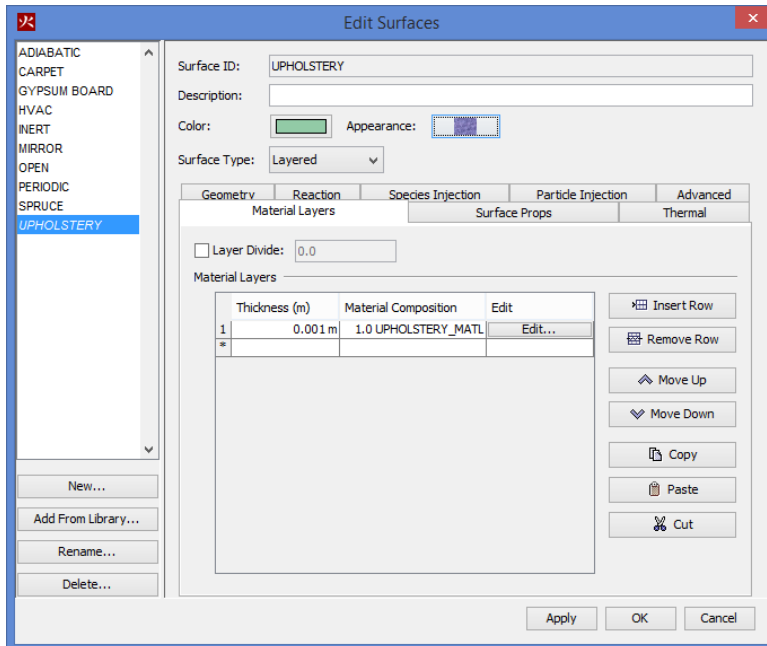 火
Edit Surfaces
×
ADIABATIC
CARPET
GYPSUM BOARD
HVAC
INERT
MIRROR
OPEN
PERIODIC
SPRUCE
UPHOLSTERY
New...
Add From Library...
Rename...
Delete...
Surface ID: UPHOLSTERY
Description:
Color: Appearance:
Surface Type: Layered
Geometry Reaction Species Injection Particle Injection Advanced
Material Layers Surface Props Thermal
Layer Divide: 0.0
Material Layers
Thickness (m) Material Composition Edit
1 0.001 m 1.0 UPHOLSTERY_MATL Edit...
*
Insert Row
Remove Row
Move Up
Move Down
Copy
Paste
Cut
Apply OK Cancel